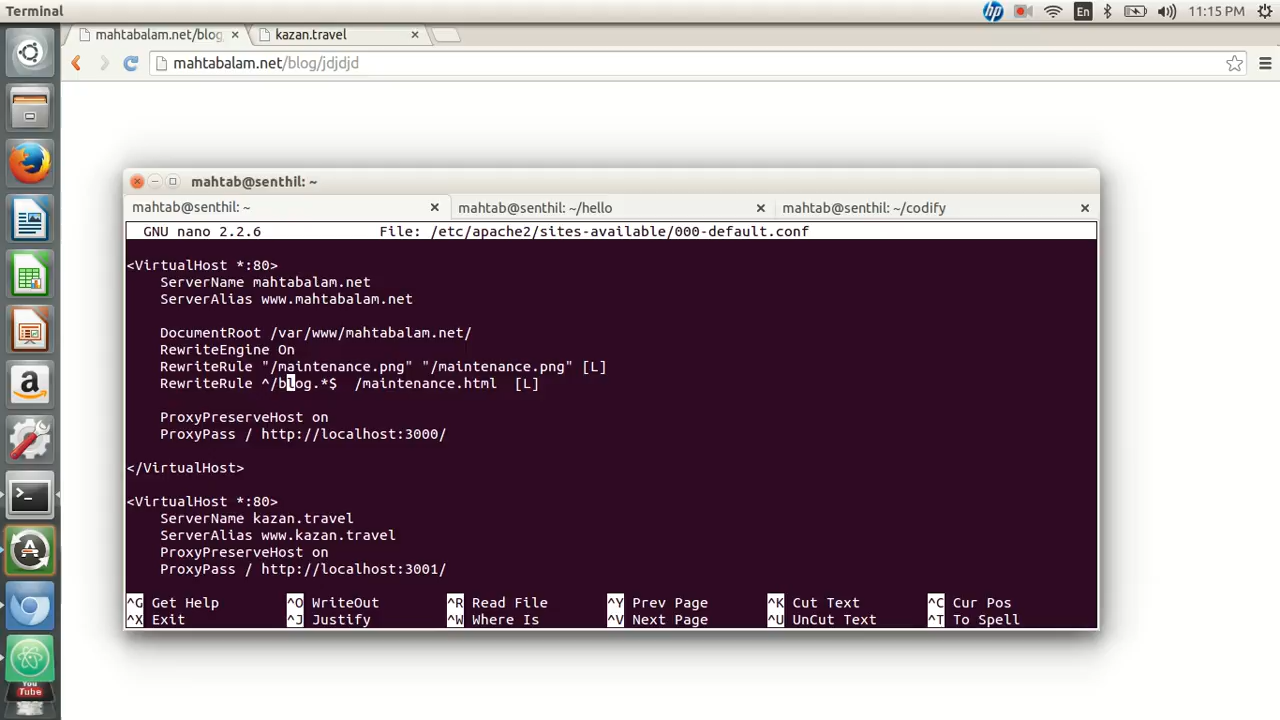 Terminal
hp En 11:15 PM
mahtabalam.net/blog × kazan.travel ×
mahtabalam.net/blog/jdjdjd
mahtab@senthil: ~
mahtab@senthil: ~ × mahtab@senthil: ~/hello × mahtab@senthil: ~/codify ×
GNU nano 2.2.6 File: /etc/apache2/sites-available/000-default.conf
<VirtualHost *:80>
ServerName mahtabalam.net
ServerAlias www.mahtabalam.net
DocumentRoot /var/www/mahtabalam.net/
RewriteEngine On
RewriteRule "/maintenance.png" "/maintenance.png" [L]
RewriteRule ^/blog.*$ /maintenance.html [L]
ProxyPreserveHost on
ProxyPass / http://localhost:3000/
</VirtualHost>
<VirtualHost *:80>
ServerName kazan.travel
ServerAlias www.kazan.travel
ProxyPreserveHost on
ProxyPass / http://localhost:3001/
^G Get Help ^O WriteOut ^R Read File ^Y Prev Page ^K Cut Text ^C Cur Pos
^X Exit ^J Justify ^W Where Is ^V Next Page ^U UnCut Text ^T To Spell
You
Tube